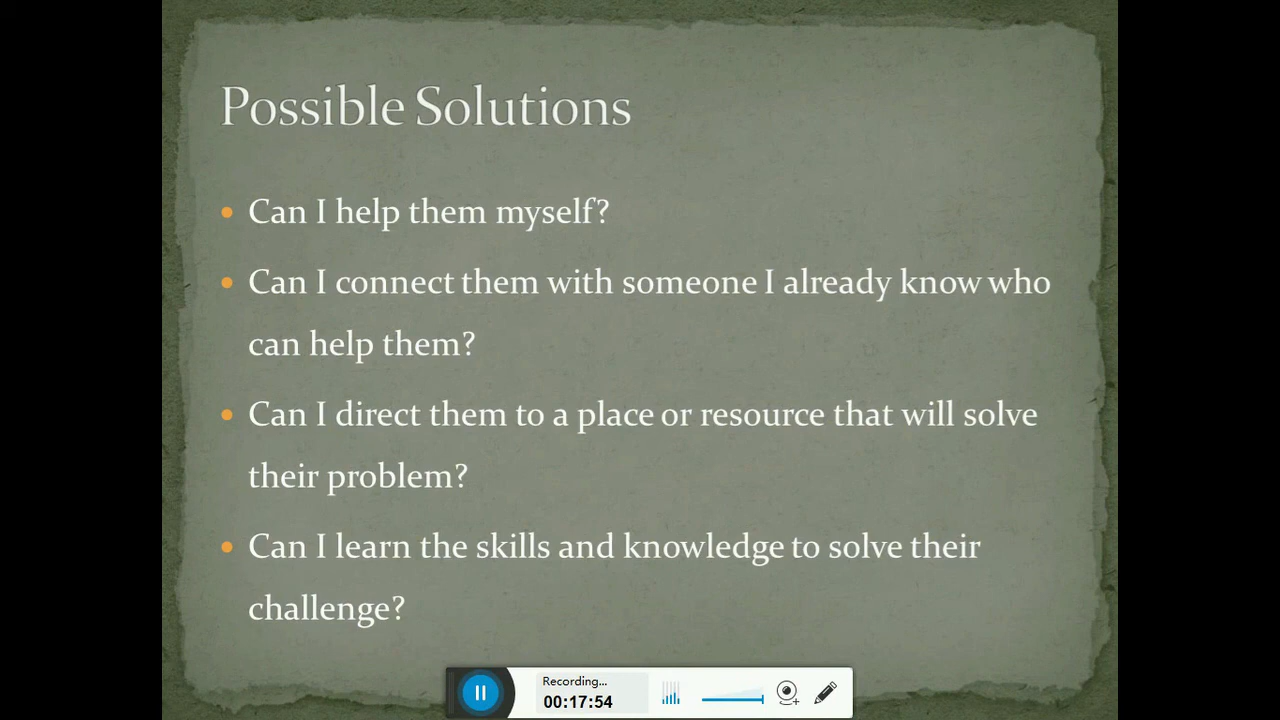 Possible Solutions
• Can I help them myself?
• Can I connect them with someone I already know who
can help them?
• Can I direct them to a place or resource that will solve
their problem?
• Can I learn the skills and knowledge to solve their
challenge?
Recording...
00:17:54